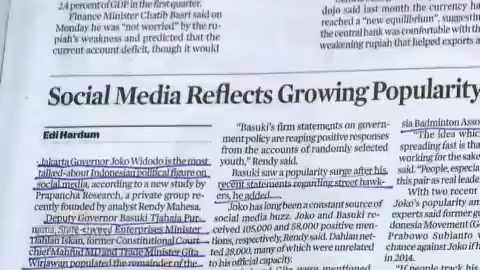 2.4 percent of GDP in the first quarter.
Finance Minister Chatib Basri said on
Monday he was "not worried" by the ru-
piah's weakness and predicted that the
current account deficit, though it would
dojo said last month the currency ha
reached a "new equilibrium", suggestin
the central bank was comfortable with th
weakening rupiah that helped exports a
Social Media Reflects Growing Popularity
Edi Hardum
Jakarta Governor Joko Widodo is the most
talked-about Indonesian political figure on
social media, according to a new study by
Prapancha Research, a private group re-
cently founded by analyst Rendy Mahesa.
Deputy Governor Basuki Tjahaja Pur-
nama, State-Owned Enterprises Minister
Dahlan Iskan, former Constitutional Court
chief Mahfud MD and Trade Minister Gita
Wirjawan populated the remainder of the
"Basuki's firm statements on govern-
ment policy are reaping positive responses
from the accounts of randomly selected
youth," Rendy said.
Basuki saw a popularity surge after his
recent statements regarding street hawk-
ers, he added.
Joko has long been a constant source of
social media buzz. Joko and Basuki re-
ceived 105,000 and 58,000 positive men-
tions, respectively, Rendy said. Dahlan net-
ted 28,000, many of which were unrelated
to his official capacity.
and Gita were mentioned
sia Badminton Asso
"The idea which
spreading fast is tha
working for the sake
said. "People, especia
this pair as real leade
With two recent
Joko's popularity am
experts said former g
donesia Movement (G
Prabowo Subianto w
chance against Joko if h
in 2014.
"If people track his